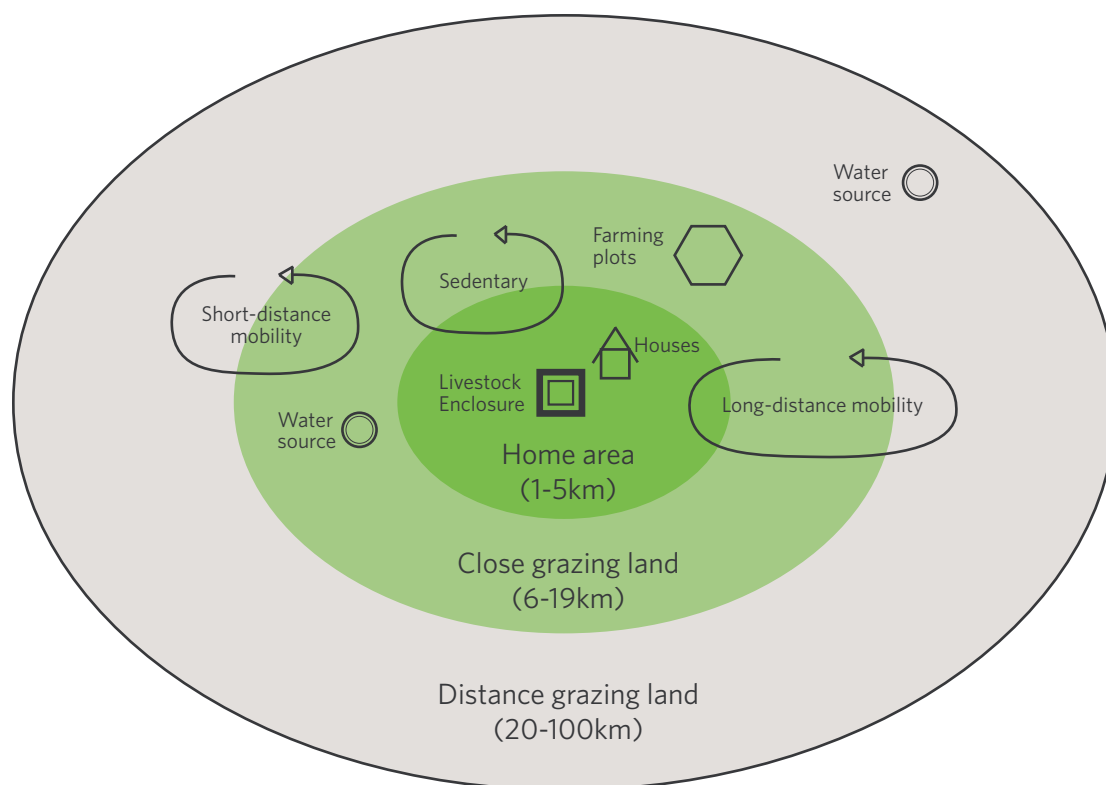 Water
source
Farming
plots
Sedentary
Short-distance
mobility
Houses
Livestock
Enclosure
Long-distance mobility
Water
source
Home area
(1-5km)
Close grazing land
(6-19km)
Distance grazing land
(20-100km)